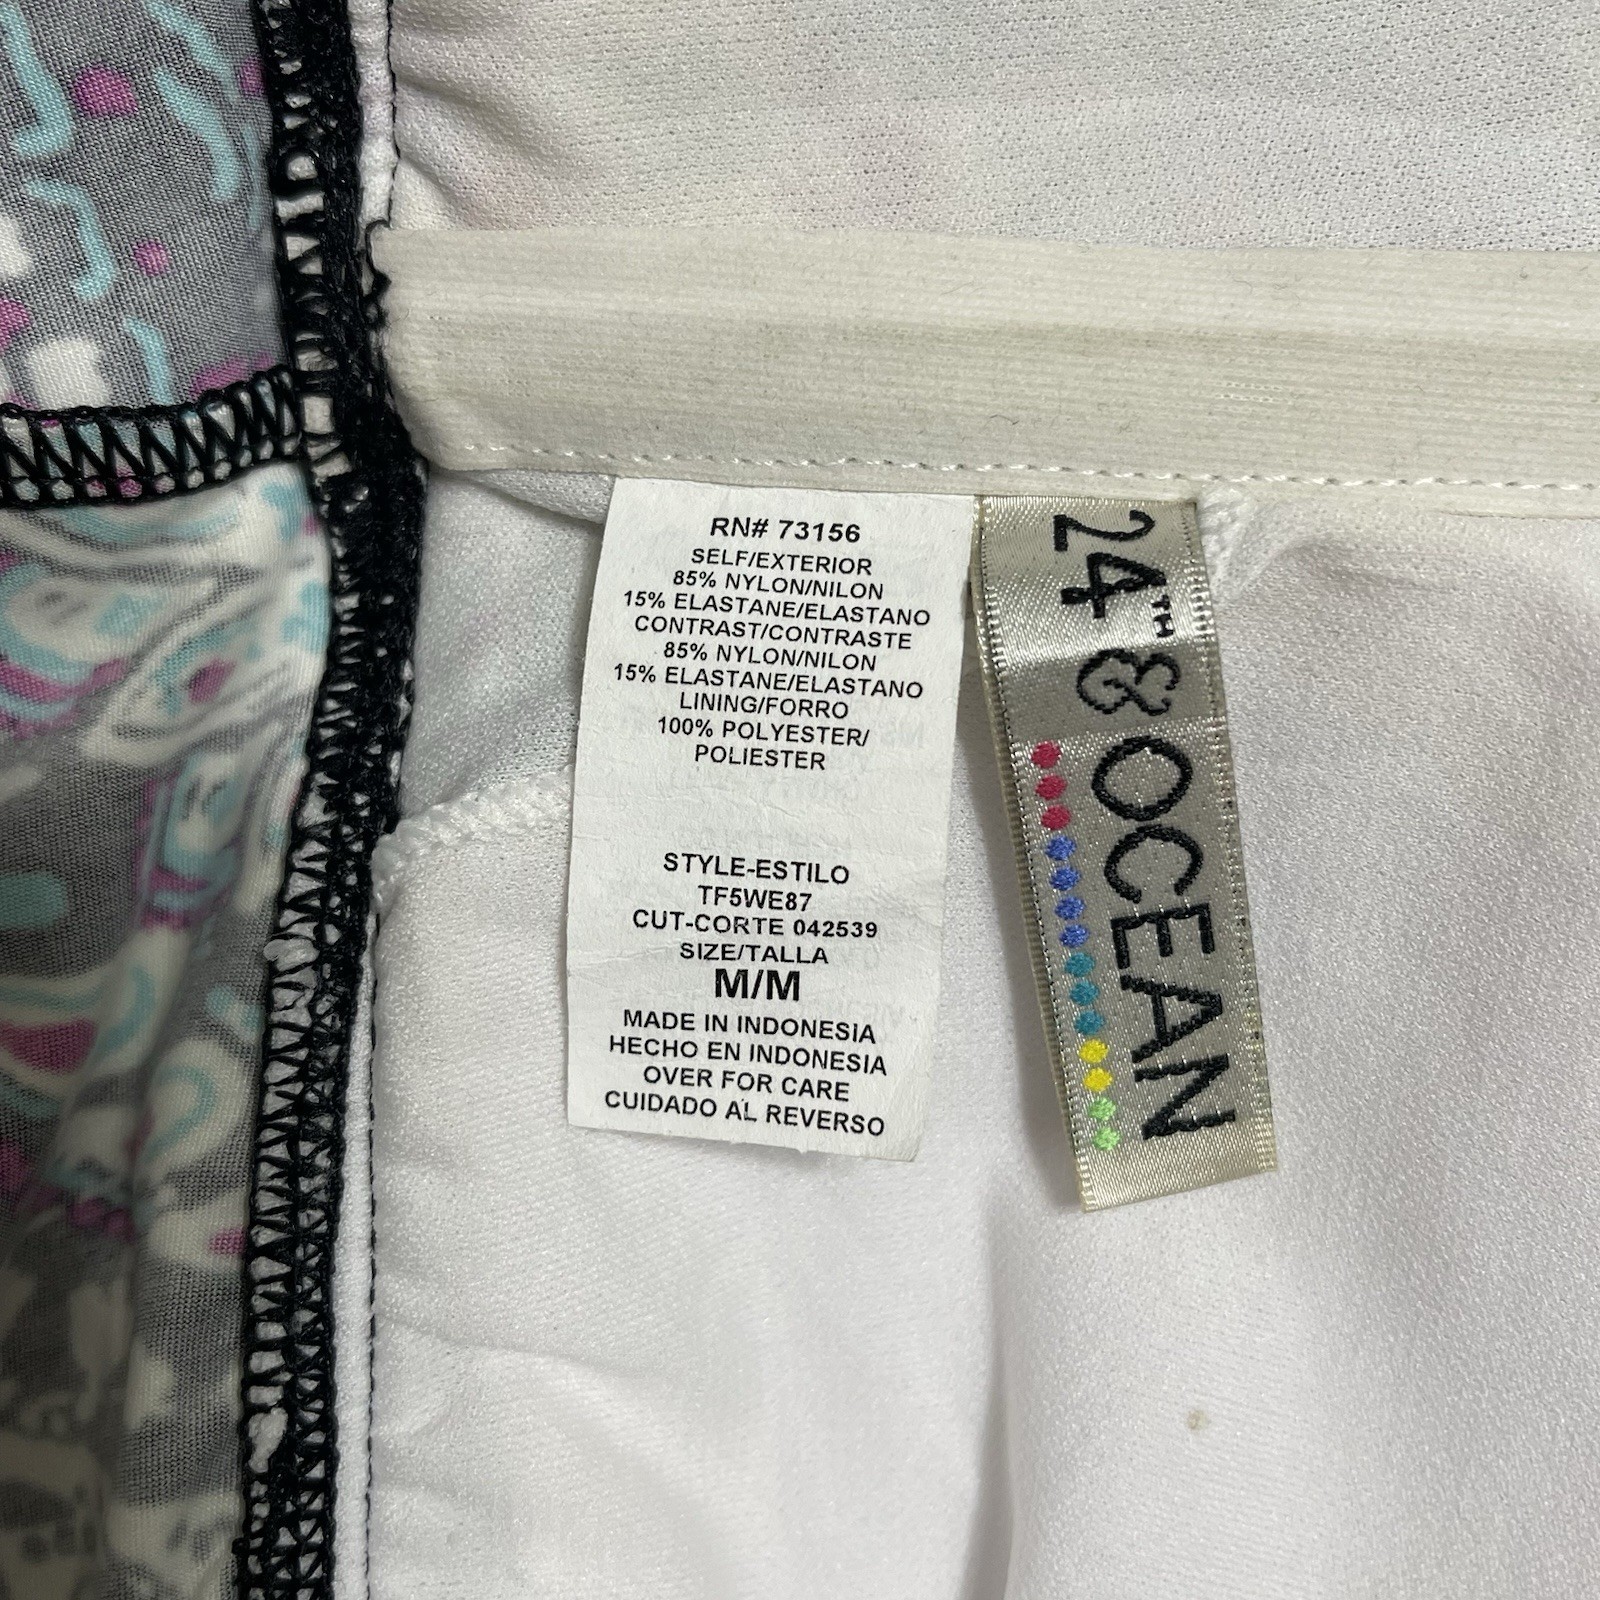 RN# 73156
SELF/EXTERIOR
85% NYLON/NILON
15% ELASTANE/ELASTANO
CONTRAST/CONTRASTE
85% NYLON/NILON
15% ELASTANE/ELASTANO
LINING/FORRO
100% POLYESTER/
POLIESTER
STYLE-ESTILO
TF5WE87
CUT-CORTE 042539
SIZE/TALLA
M/M
MADE IN INDONESIA
HECHO EN INDONESIA
OVER FOR CARE
CUIDADO AL REVERSO
24TH & OCEAN